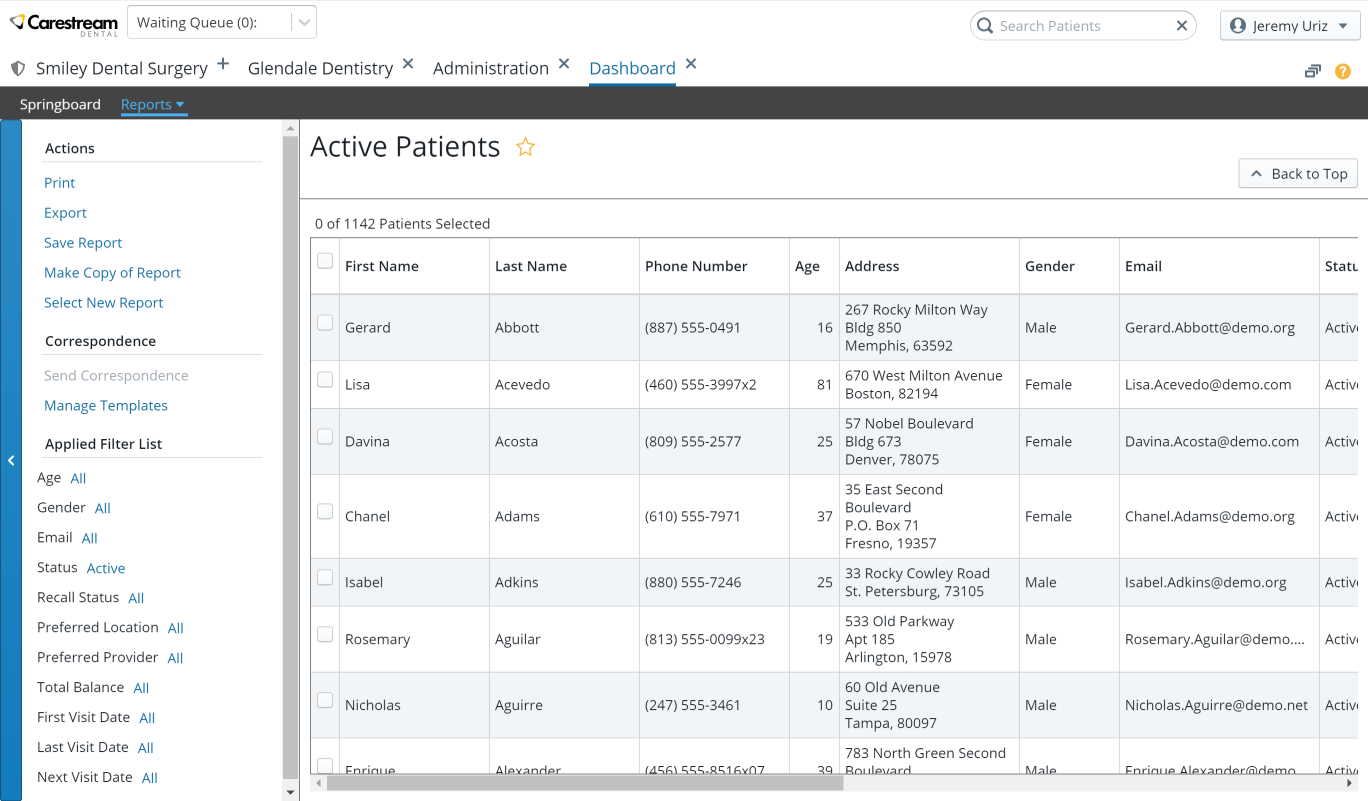 Carestream
DENTAL
Waiting Queue (0):
Search Patients
Jeremy Uriz
Smiley Dental Surgery
Glendale Dentistry
Administration
Dashboard
?
Springboard
Reports
Actions
Print
Export
Save Report
Make Copy of Report
Select New Report
Correspondence
Send Correspondence
Manage Templates
Applied Filter List
Age All
Gender All
Email All
Status Active
Recall Status All
Preferred Location All
Preferred Provider All
Total Balance All
First Visit Date All
Last Visit Date All
Next Visit Date All
Active Patients
Back to Top
0 of 1142 Patients Selected
First Name Last Name Phone Number Age Address Gender Email Statu
267 Rocky Milton Way
Gerard Abbott (887) 555-0491 16 Bldg 850 Male Gerard.Abbott@demo.org Active
Memphis, 63592
670 West Milton Avenue
Lisa Acevedo (460) 555-3997x2 81 Boston, 82194 Female Lisa.Acevedo@demo.com Active
57 Nobel Boulevard
Davina Acosta (809) 555-2577 25 Bldg 673 Female Davina.Acosta@demo.com Active
Denver, 78075
35 East Second
Boulevard
Chanel Adams (610) 555-7971 37 P.O. Box 71 Female Chanel.Adams@demo.org Active
Fresno, 19357
33 Rocky Cowley Road
Isabel Adkins (880) 555-7246 25 St. Petersburg, 73105 Male Isabel.Adkins@demo.org Active
533 Old Parkway
Rosemary Aguilar (813) 555-0099x23 19 Apt 185 Male Rosemary.Aguilar@demo....
Active
Arlington, 15978
60 Old Avenue
Nicholas Aguirre (247) 555-3461 10 Suite 25 Male Nicholas.Aguirre@demo.net Active
Tampa, 80097
783 North Green Second
Enrique Alexander (456) 555-8516x07 39 Boulevard Male Enrique.Alexander@demo Active